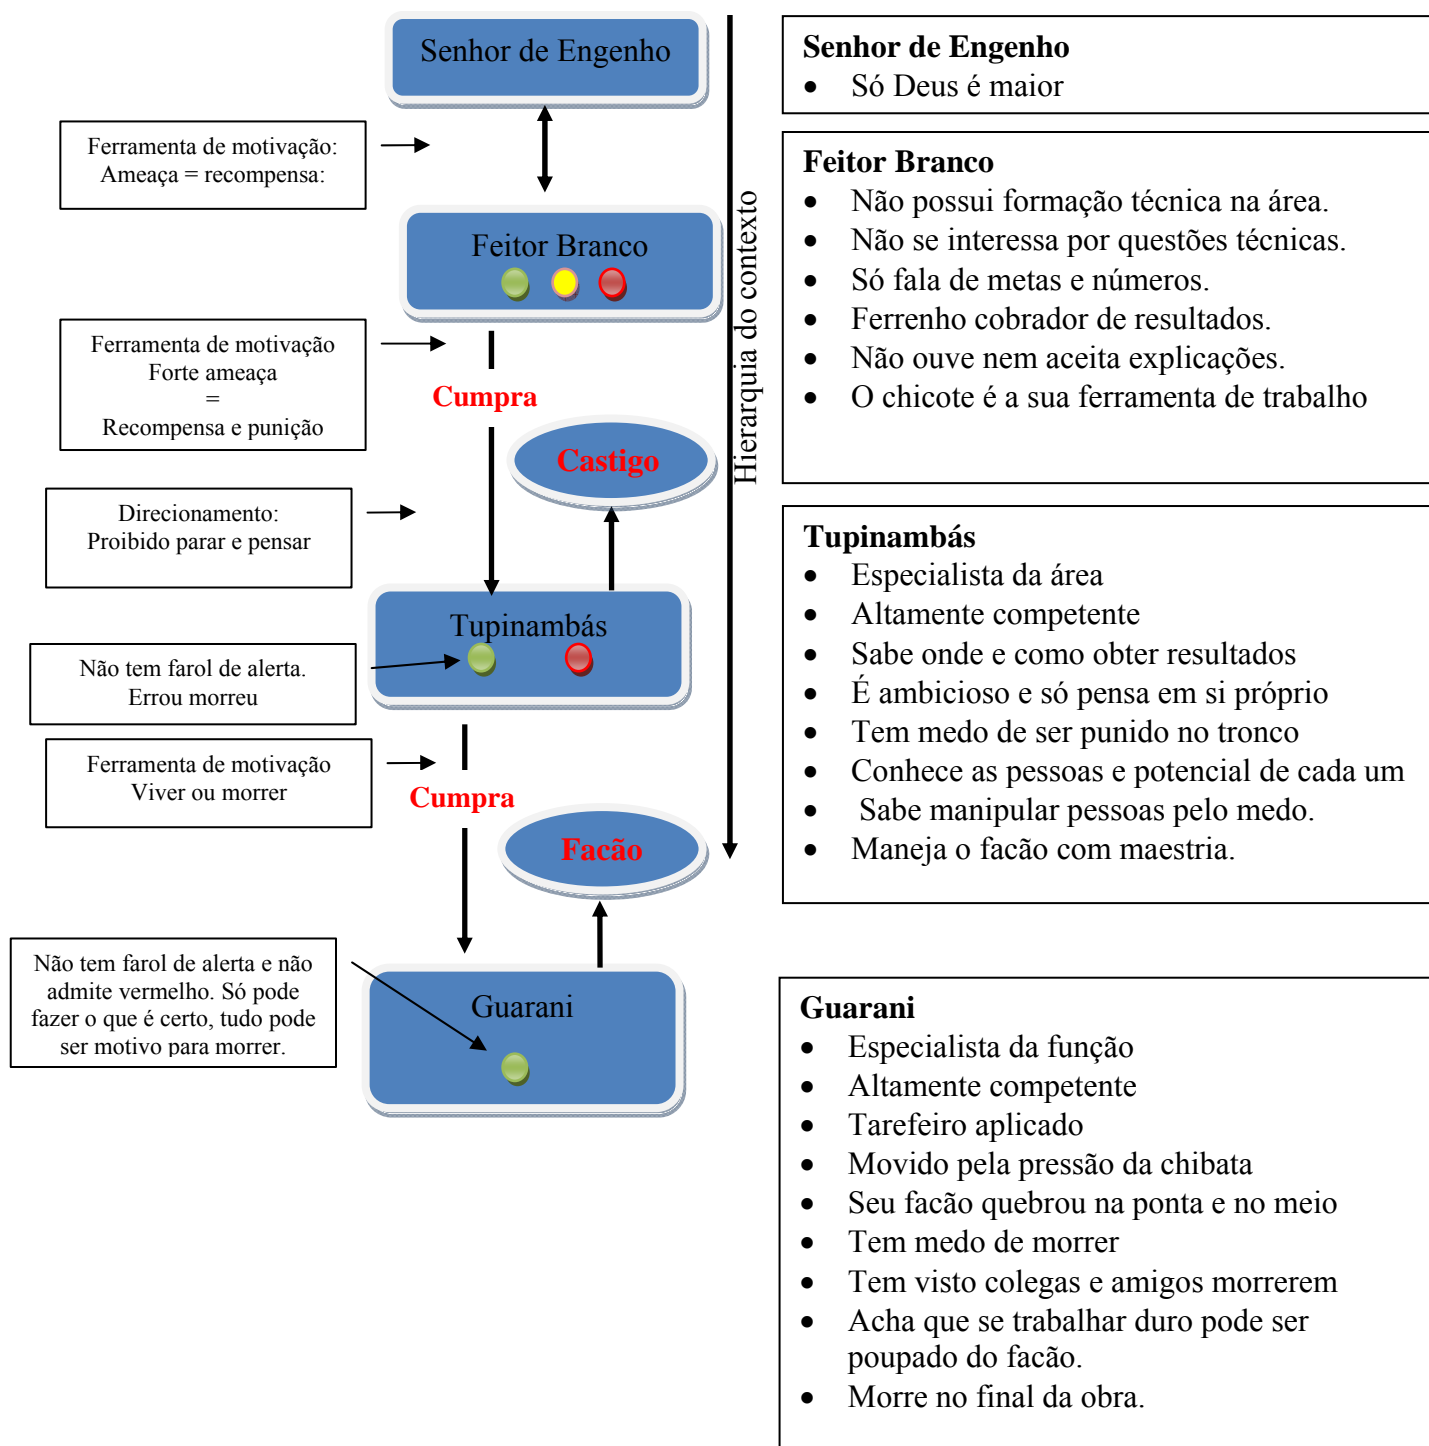 Senhor de Engenho
Ferramenta de motivação:
Ameaça = recompensa:
Feitor Branco
Ferramenta de motivação
Forte ameaça
=
Recompensa e punição
Cumpra
Castigo
Direcionamento:
Proibido parar e pensar
Tupinambás
Não tem farol de alerta.
Errou morreu
Ferramenta de motivação
Viver ou morrer
Cumpra
Facão
Não tem farol de alerta e não
admite vermelho. Só pode
fazer o que é certo, tudo pode
ser motivo para morrer.
Guarani
Hierarquia do contexto
Senhor de Engenho
• Só Deus é maior
Feitor Branco
• Não possui formação técnica na área.
• Não se interessa por questões técnicas.
• Só fala de metas e números.
• Ferrenho cobrador de resultados.
• Não ouve nem aceita explicações.
• O chicote é a sua ferramenta de trabalho
Tupinambás
• Especialista da área
• Altamente competente
• Sabe onde e como obter resultados
• É ambicioso e só pensa em si próprio
• Tem medo de ser punido no tronco
• Conhece as pessoas e potencial de cada um
• Sabe manipular pessoas pelo medo.
• Maneja o facão com maestria.
Guarani
• Especialista da função
• Altamente competente
• Tarefeiro aplicado
• Movido pela pressão da chibata
• Seu facão quebrou na ponta e no meio
• Tem medo de morrer
• Tem visto colegas e amigos morrerem
• Acha que se trabalhar duro pode ser
poupado do facão.
• Morre no final da obra.